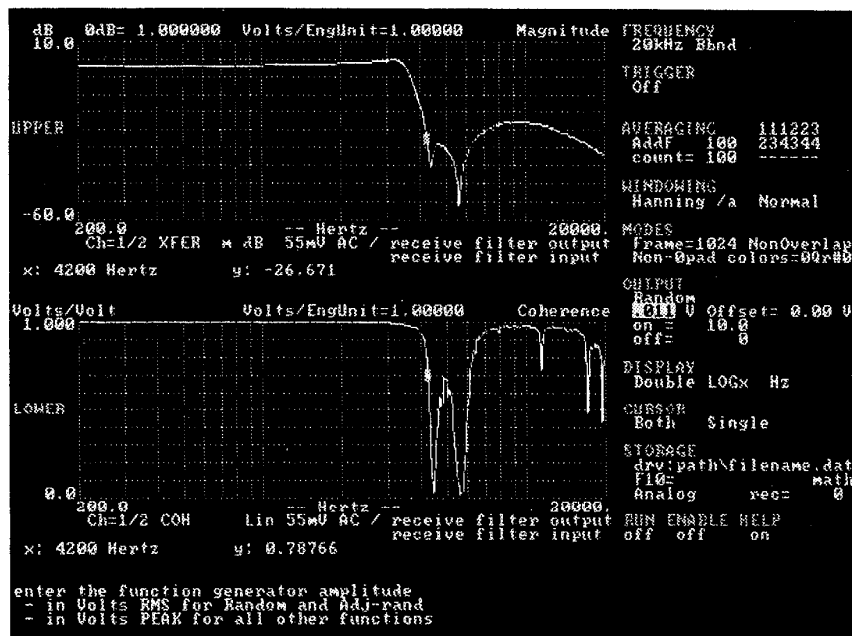 dB 0dB= 1.000000 Volts/EngUnit=1.00000 Magnitude
10.0
UPPER
-60.0
200.0 -- Hertz -- 20000.
Ch=1/2 XFER m dB 55mV AC / receive filter output
receive filter input
x: 4200 Hertz y: -26.671
Volts/Volt Volts/EngUnit=1.00000 Coherence
1.000
LOWER
0.0
200.0 -- Hertz -- 20000.
Ch=1/2 COH Lin 55mV AC / receive filter output
receive filter input
x: 4200 Hertz y: 0.78766
enter the function generator amplitude
- in Volts RMS for Random and Adj-rand
- in Volts PEAK for all other functions
FREQUENCY
20kHz Bbnd
TRIGGER
Off
AVERAGING 111223
AddF 100 234344
count= 100 ------
WINDOWING
Hanning /a Normal
MODES
Frame=1024 NonOverlap
Non-0pad colors=0Qr#0
OUTPUT
Random
.011 V Offset= 0.00 V
on = 10.0
off= 0
DISPLAY
Double LOGx Hz
CURSOR
Both Single
STORAGE
drv:path\filename.dat
F10= math
Analog rec= 0
RUN ENABLE HELP
off off on